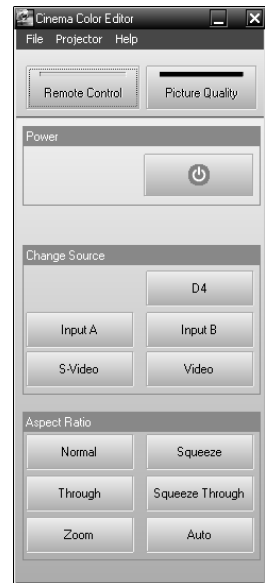 Cinema Color Editor
File Projector Help
Remote Control Picture Quality
Power
Change Source
D4
Input A Input B
S-Video Video
Aspect Ratio
Normal Squeeze
Through Squeeze Through
Zoom Auto